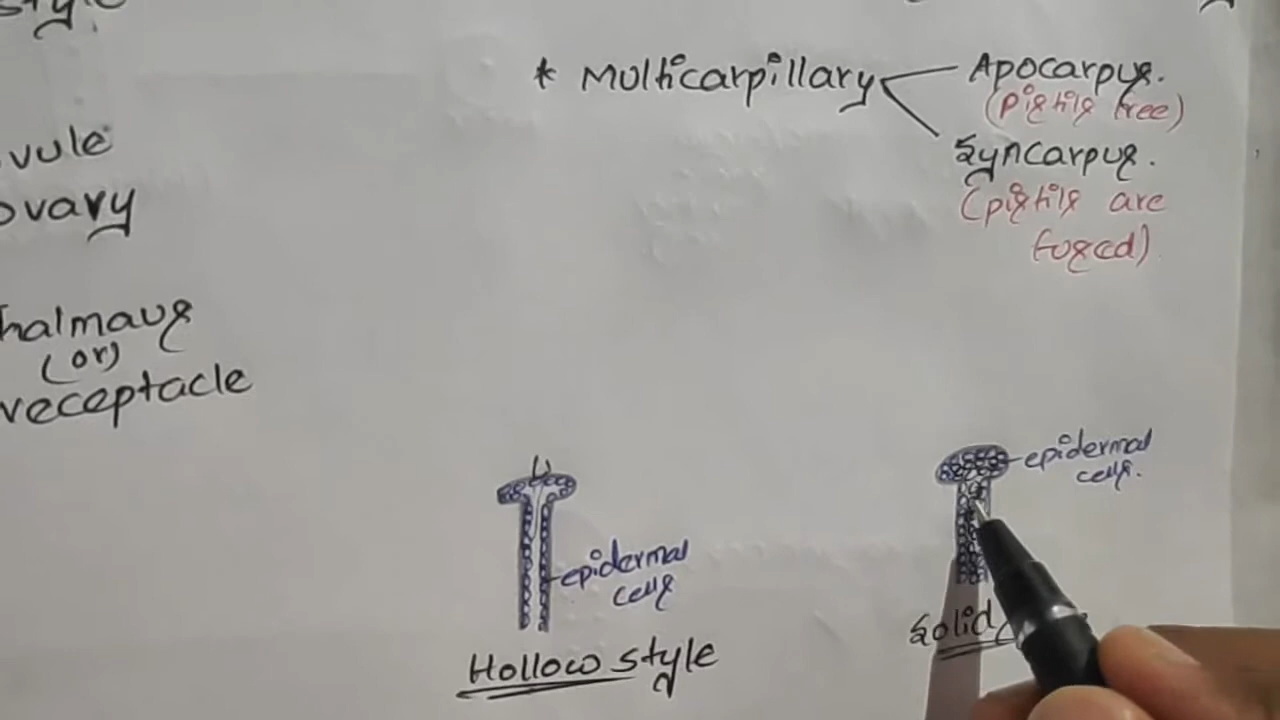 style
* Multicarpillary
Apocarpus.
(pistils free)
Syncarpus.
(pistils are
fused)
vule
ovary
halmaus
(or)
receptacle
epidermal
cells.
epidermal
cells
Hollow style
Solid